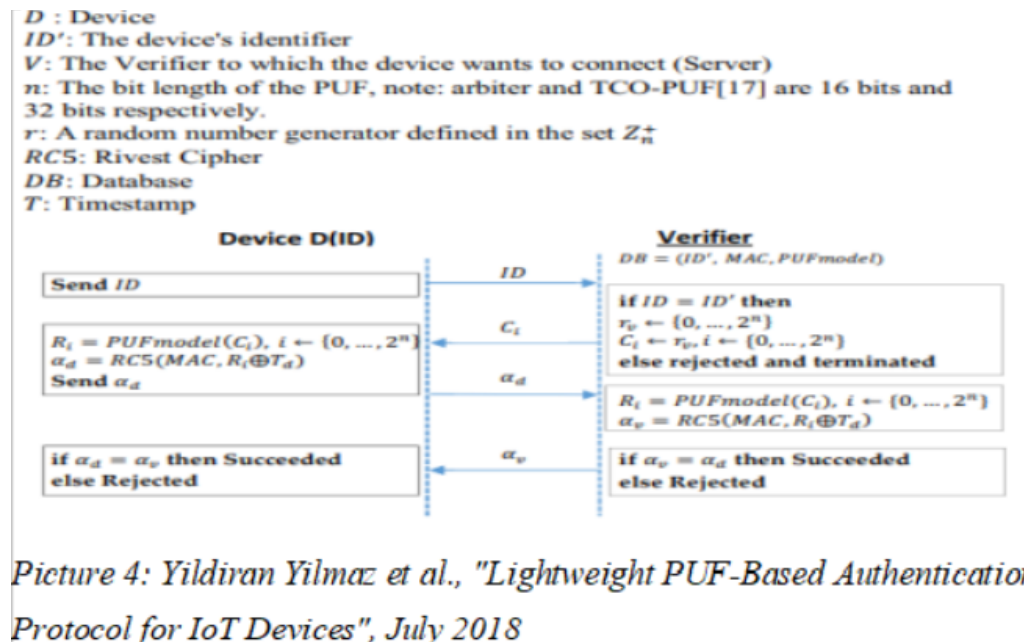 D : Device
ID': The device's identifier
V: The Verifier to which the device wants to connect (Server)
n: The bit length of the PUF, note: arbiter and TCO-PUF[17] are 16 bits and
32 bits respectively.
r: A random number generator defined in the set Z_n^+
RC5: Rivest Cipher
DB: Database
T: Timestamp
Device D(ID)
Verifier
DB = (ID', MAC, PUFmodel)
Send ID
ID
if ID = ID' then
r_v ← {0, ..., 2^n}
C_i ← r_v, i ← {0, ..., 2^n}
else rejected and terminated
C_i
R_i = PUFmodel(C_i), i ← {0, ..., 2^n}
α_d = RC5(MAC, R_i⊕T_d)
Send α_d
α_d
R_i = PUFmodel(C_i), i ← {0, ..., 2^n}
α_v = RC5(MAC, R_i⊕T_d)
if α_d = α_v then Succeeded
else Rejected
α_v
if α_v = α_d then Succeeded
else Rejected
Picture 4: Yildiran Yilmaz et al., "Lightweight PUF-Based Authentication
Protocol for IoT Devices", July 2018